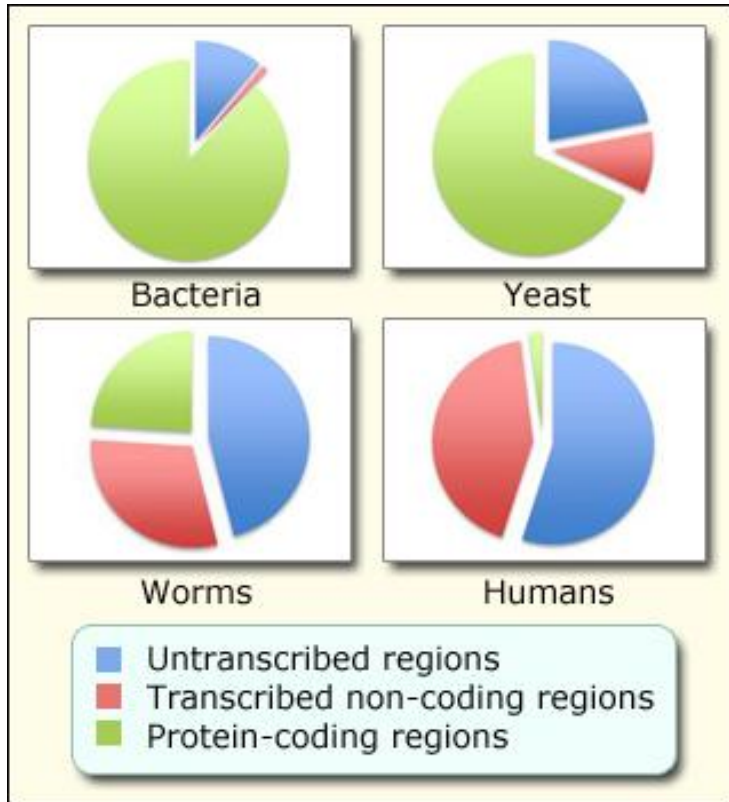 Bacteria
Yeast
Worms
Humans
Untranscribed regions
Transcribed non-coding regions
Protein-coding regions